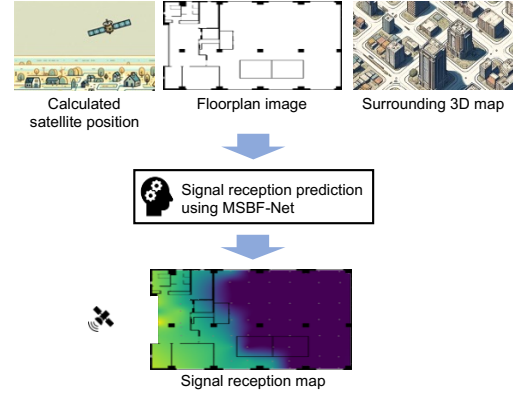 Calculated
satellite position
Floorplan image
Surrounding 3D map
Signal reception prediction
using MSBF-Net
Signal reception map